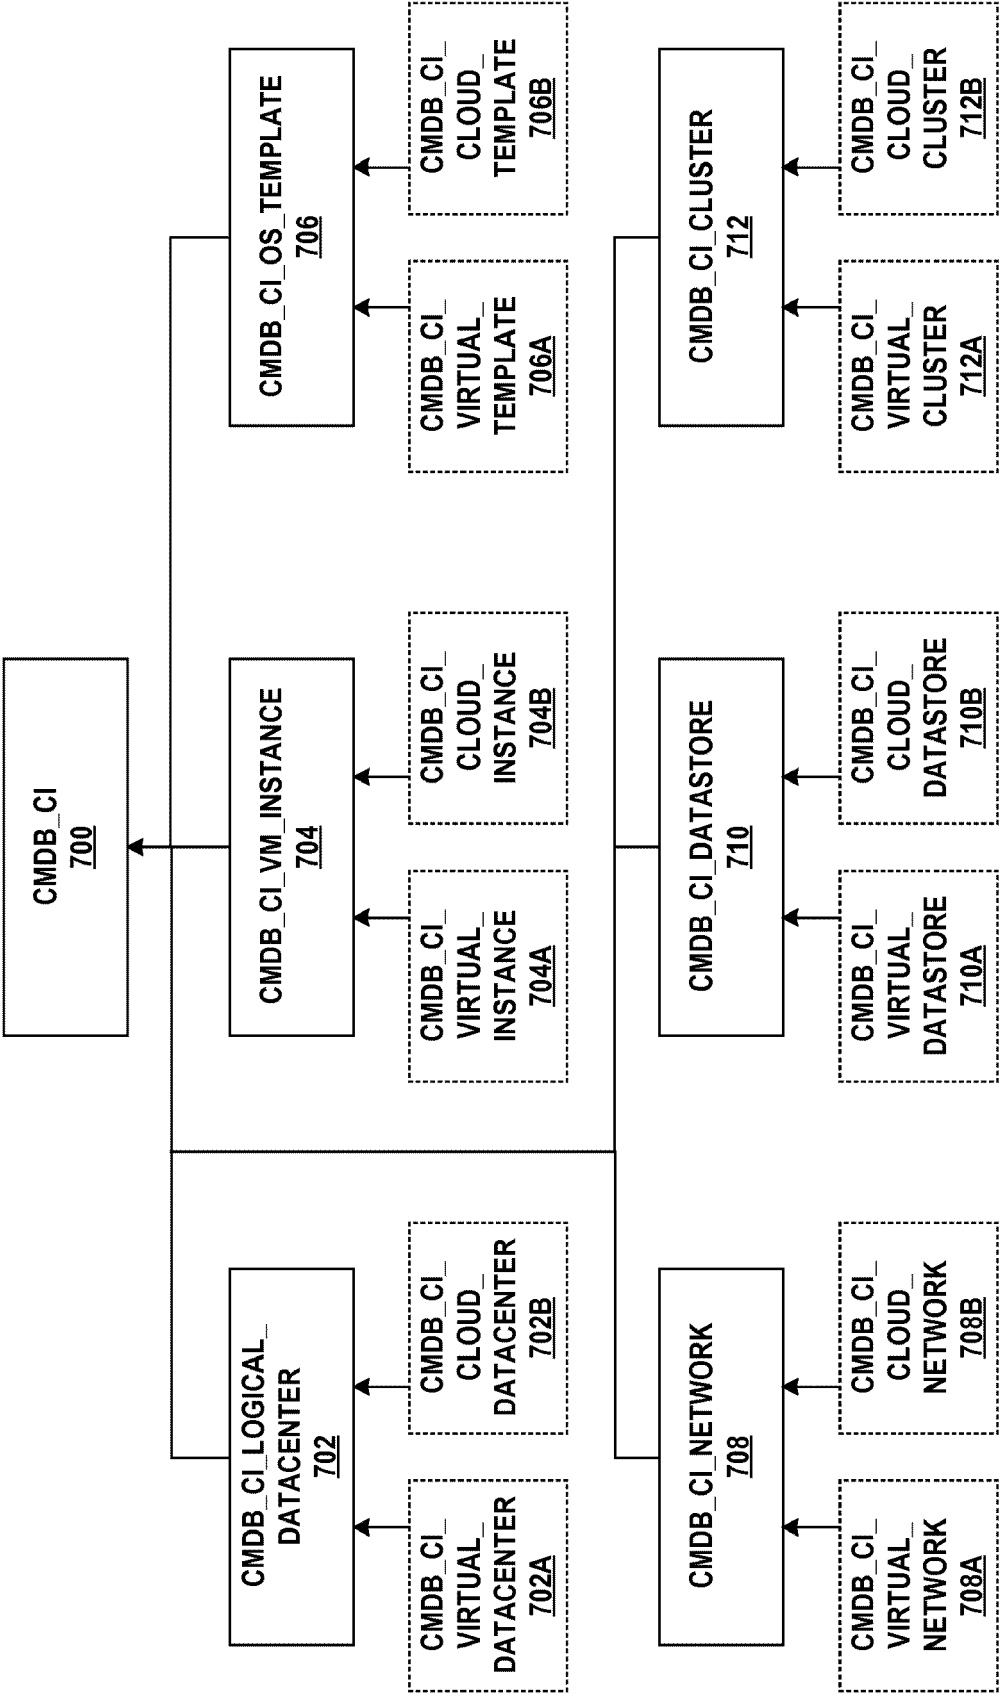 CMDB_CI
700
CMDB_CI_LOGICAL_
DATACENTER
702
CMDB_CI_VM_INSTANCE
704
CMDB_CI_OS_TEMPLATE
706
CMDB_CI_
VIRTUAL_
DATACENTER
702A
CMDB_CI_
CLOUD_
DATACENTER
702B
CMDB_CI_
VIRTUAL_
INSTANCE
704A
CMDB_CI_
CLOUD_
INSTANCE
704B
CMDB_CI_
VIRTUAL_
TEMPLATE
706A
CMDB_CI_
CLOUD_
TEMPLATE
706B
CMDB_CI_NETWORK
708
CMDB_CI_DATASTORE
710
CMDB_CI_CLUSTER
712
CMDB_CI_
VIRTUAL_
NETWORK
708A
CMDB_CI_
CLOUD_
NETWORK
708B
CMDB_CI_
VIRTUAL_
DATASTORE
710A
CMDB_CI_
CLOUD_
DATASTORE
710B
CMDB_CI_
VIRTUAL_
CLUSTER
712A
CMDB_CI_
CLOUD_
CLUSTER
712B